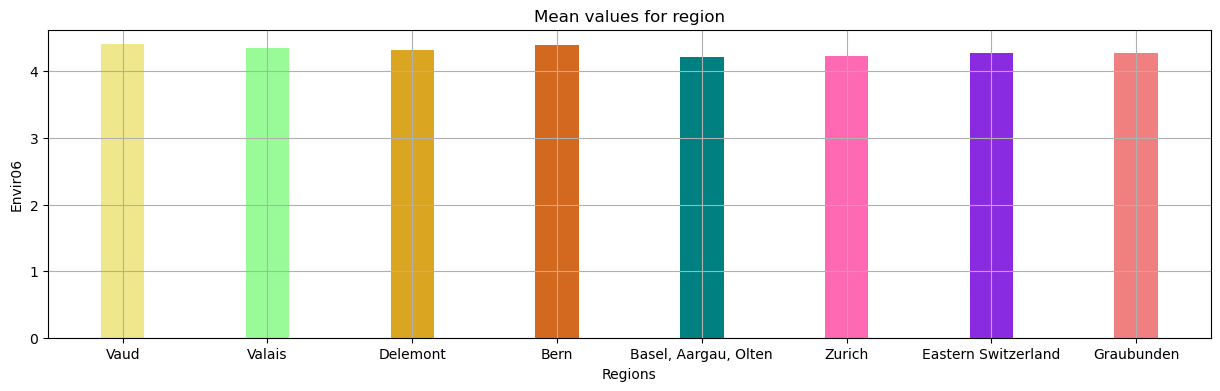 Mean values for region
Envir06
4
3
2
1
0
Vaud Valais Delemont Bern Basel, Aargau, Olten Zurich Eastern Switzerland Graubunden
Regions